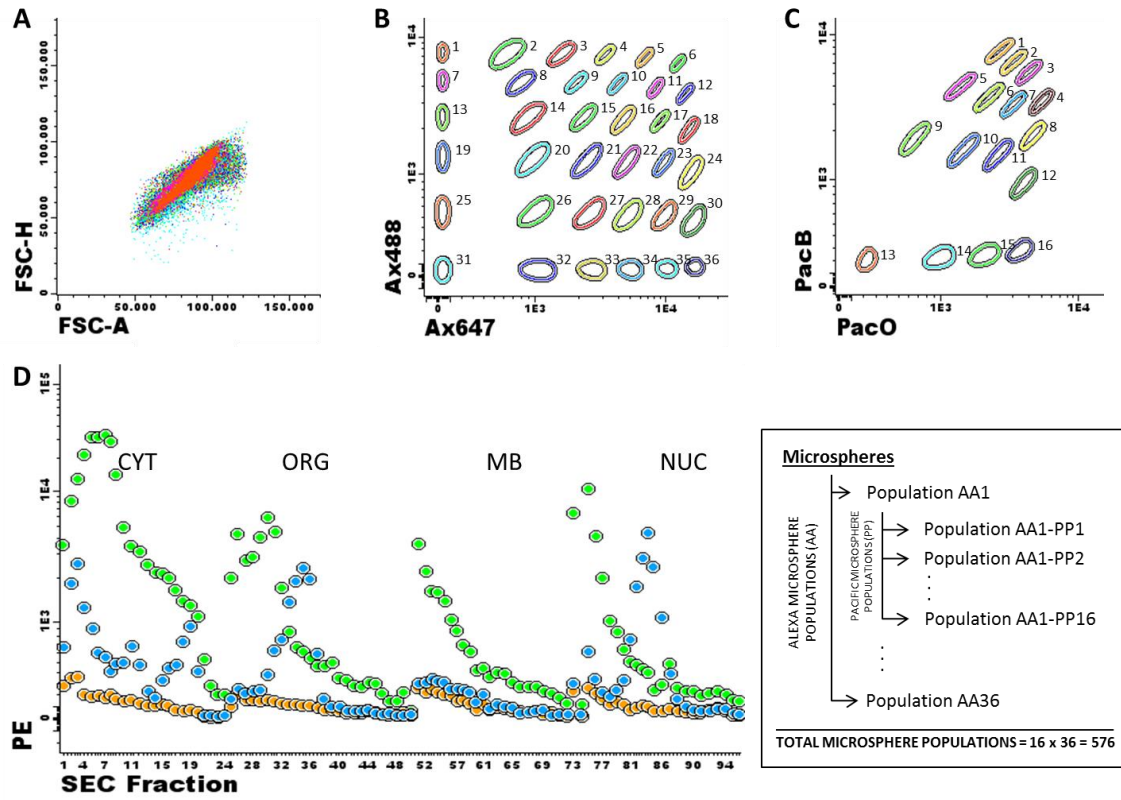 A
150.000
100.000
50.000
0
FSC-H
0 50.000 100.000 150.000
FSC-A
B
1E4
1E3
0
Ax488
1 2 3 4 5 6
7 8 9 10 11 12
13 14 15 16 17 18
19 20 21 22 23 24
25 26 27 28 29 30
31 32 33 34 35 36
0 1E3 1E4
Ax647
C
1E4
1E3
0
PacB
1
2
3
4
5
6
7
8
9
10
11
12
13
14
15
16
0 1E3 1E4
PacO
D
1E5
1E4
1E3
0
PE
CYT ORG MB NUC
1 4 7 11 15 19 24 28 32 36 40 44 48 52 57 61 65 69 73 77 81 86 90 94
SEC Fraction
Microspheres
ALEXA MICROSPHERE POPULATIONS (AA)
Population AA1
PACIFIC MICROSPHERE POPULATIONS (PP)
Population AA1-PP1
Population AA1-PP2
Population AA1-PP16
Population AA36
TOTAL MICROSPHERE POPULATIONS = 16 x 36 = 576